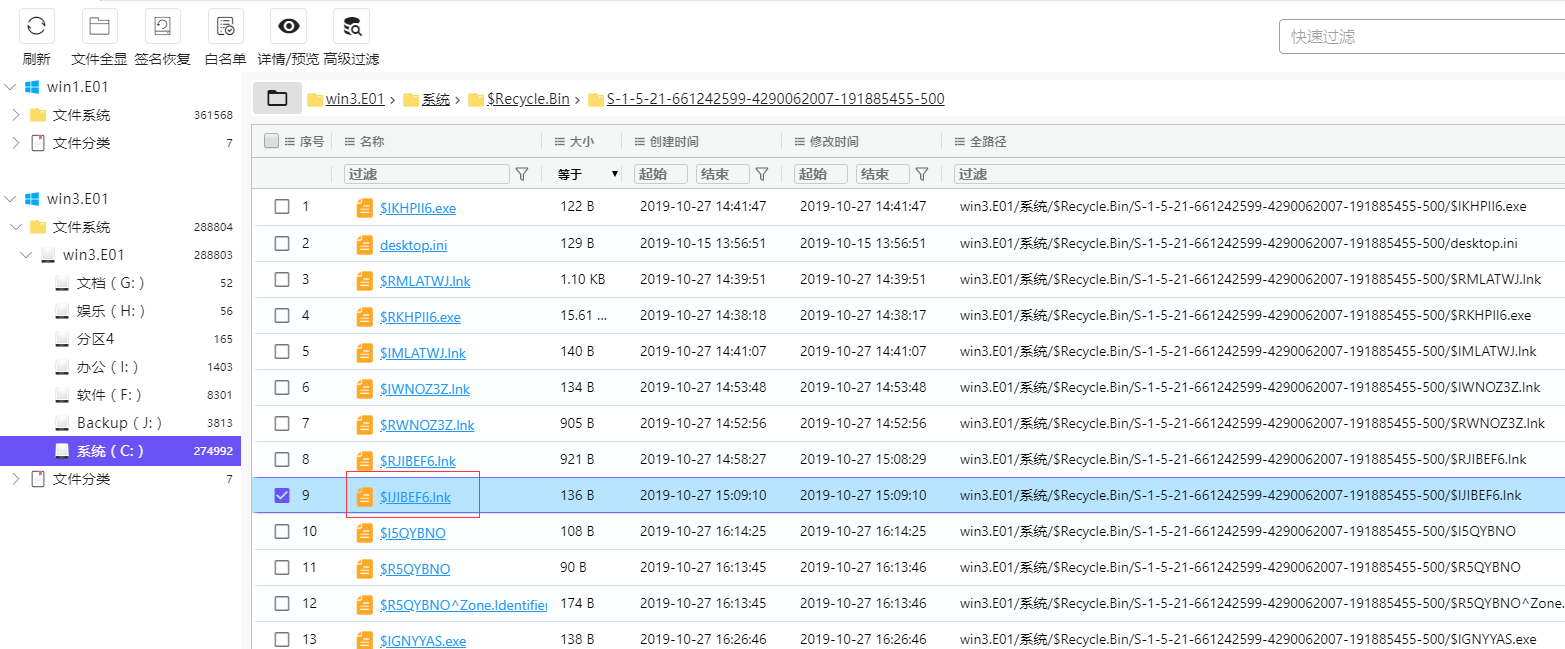 刷新 文件全显 签名恢复 白名单 详情/预览 高级过滤
快速过滤
win1.E01
文件系统 361568
文件分类 7
win3.E01
文件系统 288804
win3.E01 288803
文档（G:） 52
娱乐（H:） 56
分区4 165
办公（I:） 1403
软件（F:） 8301
Backup（J:） 3813
系统（C:） 274992
文件分类 7
win3.E01 › 系统 › $Recycle.Bin › S-1-5-21-661242599-4290062007-191885455-500
序号 名称 大小 创建时间 修改时间 全路径
过滤 等于 起始 结束 起始 结束 过滤
1 $IKHPII6.exe 122 B 2019-10-27 14:41:47 2019-10-27 14:41:47 win3.E01/系统/$Recycle.Bin/S-1-5-21-661242599-4290062007-191885455-500/$IKHPII6.exe
2 desktop.ini 129 B 2019-10-15 13:56:51 2019-10-15 13:56:51 win3.E01/系统/$Recycle.Bin/S-1-5-21-661242599-4290062007-191885455-500/desktop.ini
3 $RMLATWJ.lnk 1.10 KB 2019-10-27 14:39:51 2019-10-27 14:39:51 win3.E01/系统/$Recycle.Bin/S-1-5-21-661242599-4290062007-191885455-500/$RMLATWJ.lnk
4 $RKHPII6.exe 15.61 ... 2019-10-27 14:38:18 2019-10-27 14:38:17 win3.E01/系统/$Recycle.Bin/S-1-5-21-661242599-4290062007-191885455-500/$RKHPII6.exe
5 $IMLATWJ.lnk 140 B 2019-10-27 14:41:07 2019-10-27 14:41:07 win3.E01/系统/$Recycle.Bin/S-1-5-21-661242599-4290062007-191885455-500/$IMLATWJ.lnk
6 $IWNOZ3Z.lnk 134 B 2019-10-27 14:53:48 2019-10-27 14:53:48 win3.E01/系统/$Recycle.Bin/S-1-5-21-661242599-4290062007-191885455-500/$IWNOZ3Z.lnk
7 $RWNOZ3Z.lnk 905 B 2019-10-27 14:52:56 2019-10-27 14:52:56 win3.E01/系统/$Recycle.Bin/S-1-5-21-661242599-4290062007-191885455-500/$RWNOZ3Z.lnk
8 $RJIBEF6.lnk 921 B 2019-10-27 14:58:27 2019-10-27 15:08:29 win3.E01/系统/$Recycle.Bin/S-1-5-21-661242599-4290062007-191885455-500/$RJIBEF6.lnk
9 $IJIBEF6.lnk 136 B 2019-10-27 15:09:10 2019-10-27 15:09:10 win3.E01/系统/$Recycle.Bin/S-1-5-21-661242599-4290062007-191885455-500/$IJIBEF6.lnk
10 $I5QYBNO 108 B 2019-10-27 16:14:25 2019-10-27 16:14:25 win3.E01/系统/$Recycle.Bin/S-1-5-21-661242599-4290062007-191885455-500/$I5QYBNO
11 $R5QYBNO 90 B 2019-10-27 16:13:45 2019-10-27 16:13:46 win3.E01/系统/$Recycle.Bin/S-1-5-21-661242599-4290062007-191885455-500/$R5QYBNO
12 $R5QYBNO^Zone.Identifier 174 B 2019-10-27 16:13:45 2019-10-27 16:13:46 win3.E01/系统/$Recycle.Bin/S-1-5-21-661242599-4290062007-191885455-500/$R5QYBNO^Zone.
13 $IGNYYAS.exe 138 B 2019-10-27 16:26:46 2019-10-27 16:26:46 win3.E01/系统/$Recycle.Bin/S-1-5-21-661242599-4290062007-191885455-500/$IGNYYAS.exe